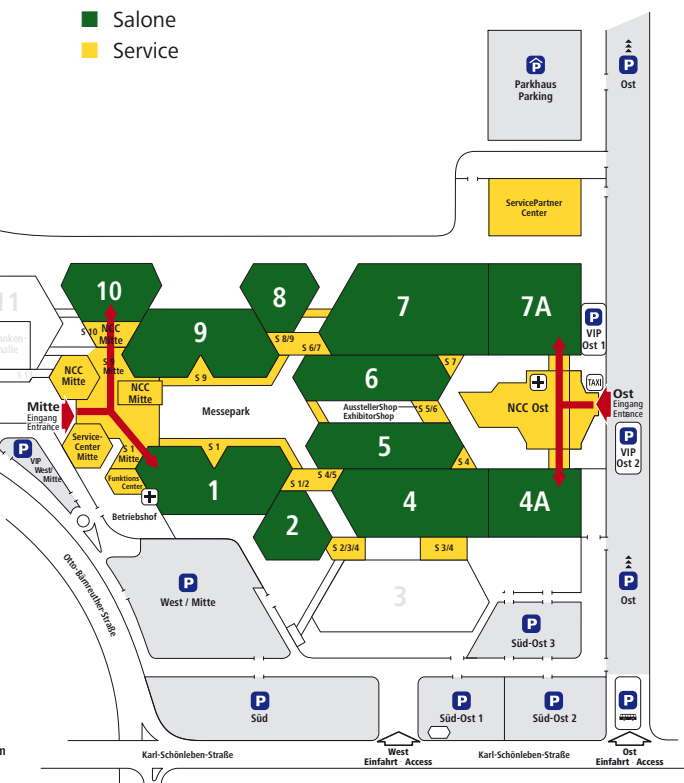 Salone
Service
P
Parkhaus
Parking
P
Ost
ServicePartner
Center
11
10
9
8
7
7A
P
VIP
Ost 1
S 10
NCC
Mitte
S 9
Mitte
S 8/9
S 6/7
NCC
Mitte
NCC
Mitte
S 9
S 7
6
TAXI
Mitte
Eingang
Entrance
Messepark
AusstellerShop
ExhibitorShop
S 5/6
NCC Ost
Ost
Eingang
Entance
Service-
Center
Mitte
S 1
Mitte
S 1
5
S 4
P
VIP
Ost 2
P
VIP
West/
Mitte
Funktions
Center
1
S 1/2
S 4/5
4
4A
Betriebshof
2
S 2/3/4
S 3/4
3
Otto-Bärnreuther-Straße
P
West / Mitte
P
Ost
P
Süd-Ost 3
P
Süd
P
Süd-Ost 1
P
Süd-Ost 2
P
Karl-Schönleben-Straße
West
Einfahrt · Access
Karl-Schönleben-Straße
Ost
Einfahrt · Access